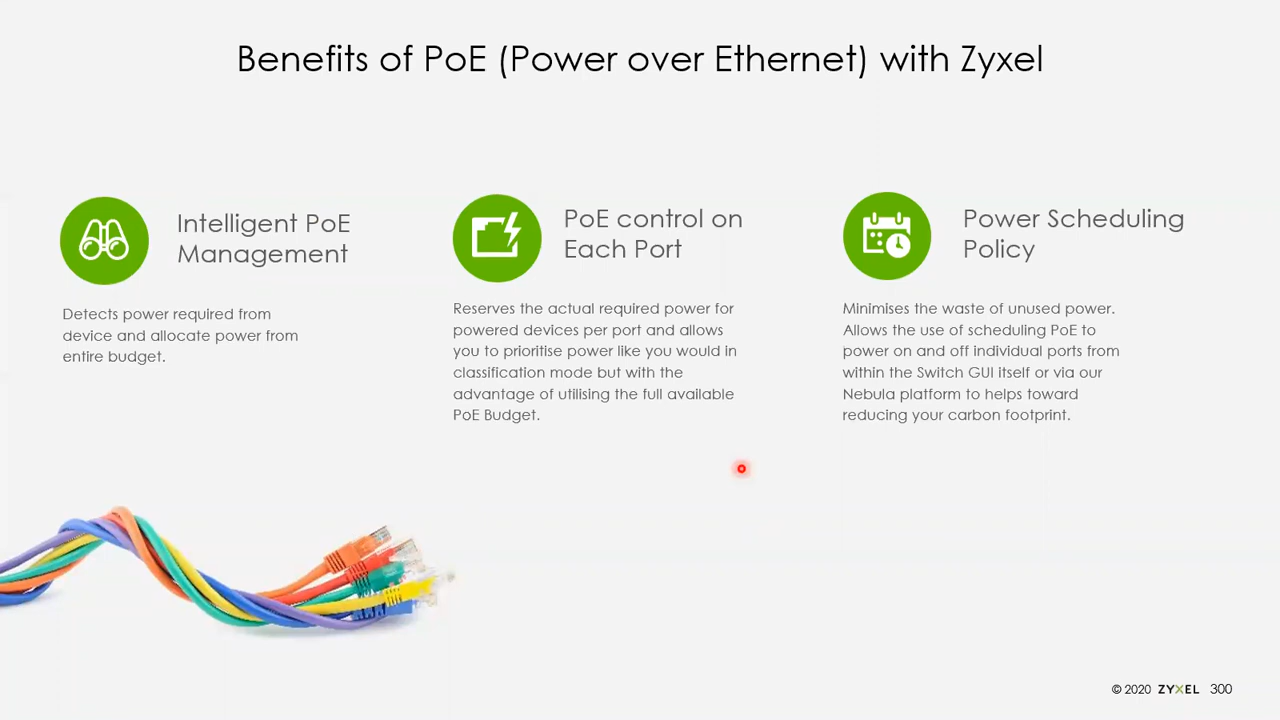 Benefits of PoE (Power over Ethernet) with Zyxel
Intelligent PoE
Management
Detects power required from
device and allocate power from
entire budget.
PoE control on
Each Port
Reserves the actual required power for
powered devices per port and allows
you to prioritise power like you would in
classification mode but with the
advantage of utilising the full available
PoE Budget.
Power Scheduling
Policy
Minimises the waste of unused power.
Allows the use of scheduling PoE to
power on and off individual ports from
within the Switch GUI itself or via our
Nebula platform to helps toward
reducing your carbon footprint.
© 2020 ZYXEL 300